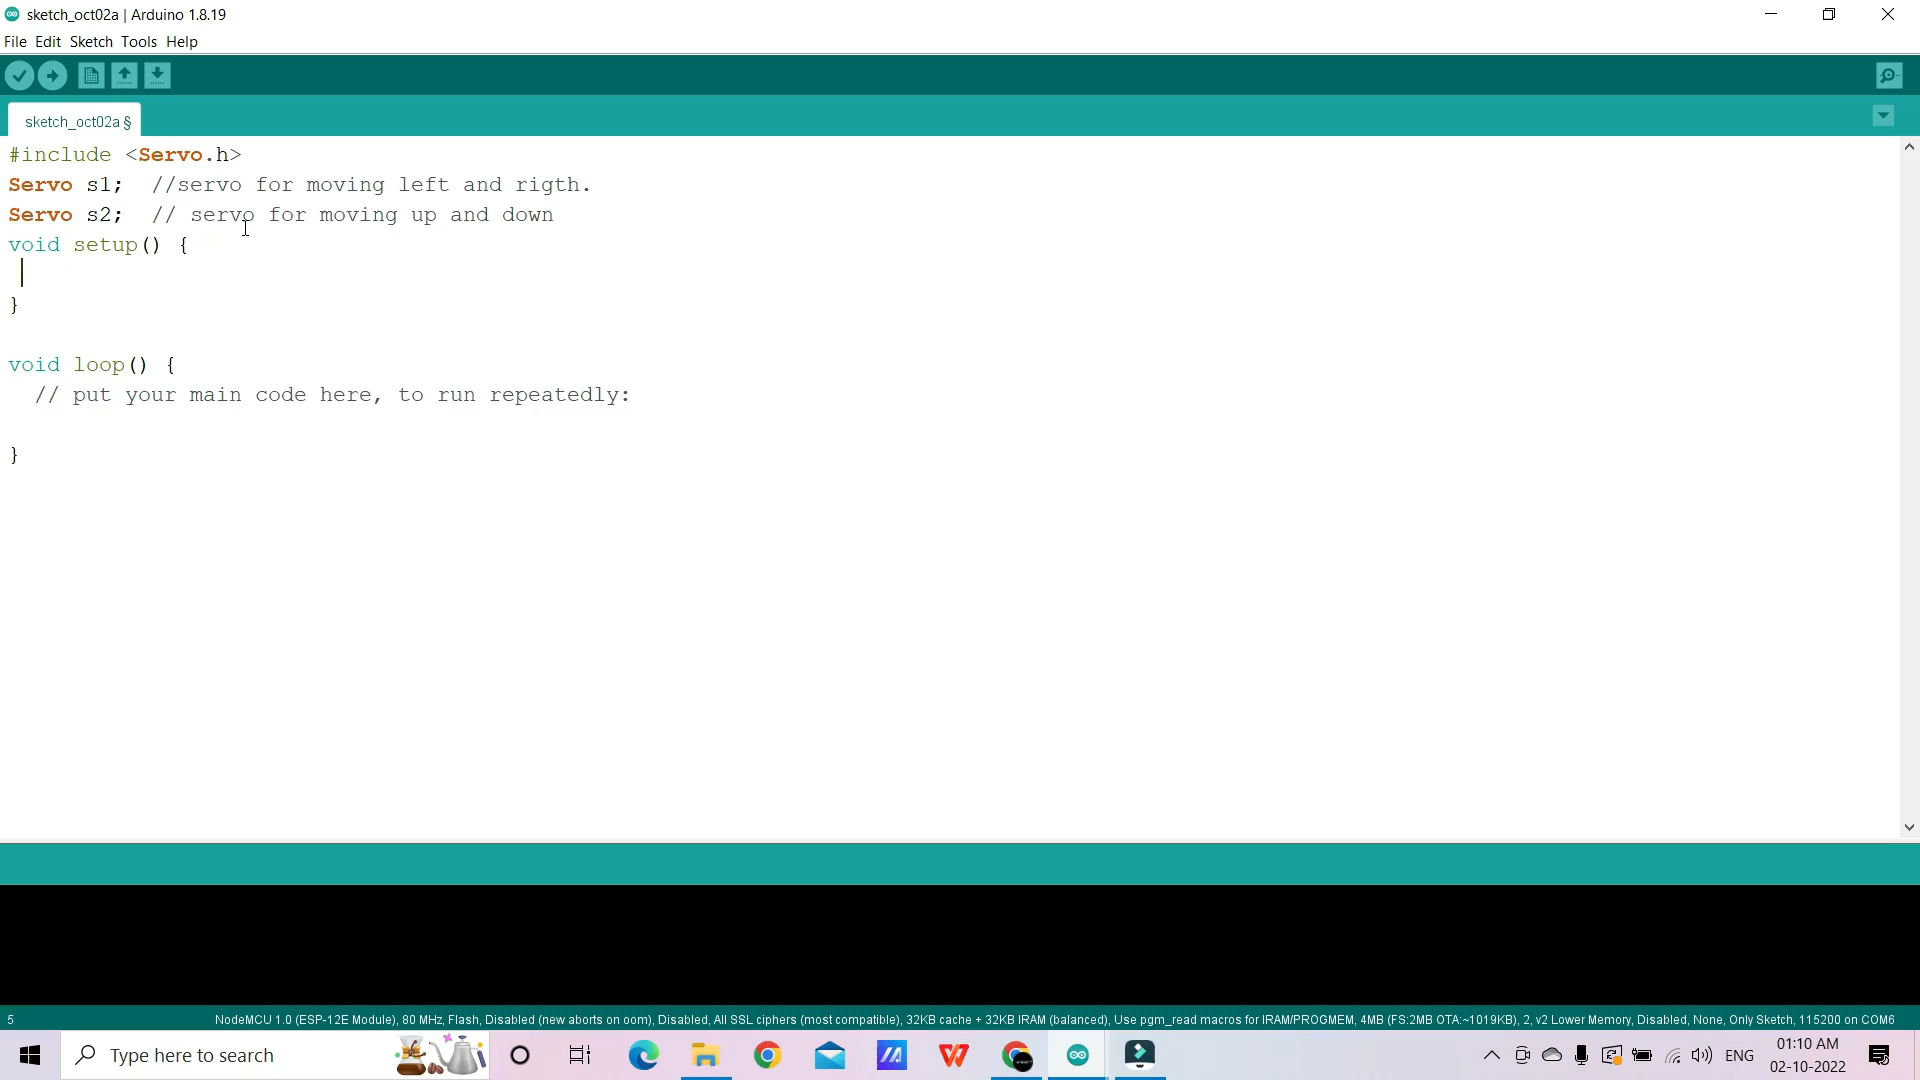 sketch_oct02a | Arduino 1.8.19
File Edit Sketch Tools Help
sketch_oct02a §
#include <Servo.h>
Servo s1;  //servo for moving left and rigth.
Servo s2;  // servo for moving up and down
void setup() {
}
void loop() {
// put your main code here, to run repeatedly:
}
5 NodeMCU 1.0 (ESP-12E Module), 80 MHz, Flash, Disabled (new aborts on oom), Disabled, All SSL ciphers (most compatible), 32KB cache + 32KB IRAM (balanced), Use pgm_read macros for IRAM/PROGMEM, 4MB (FS:2MB OTA:~1019KB), 2, v2 Lower Memory, Disabled, None, Only Sketch, 115200 on COM6
Type here to search
ENG
01:10 AM
02-10-2022